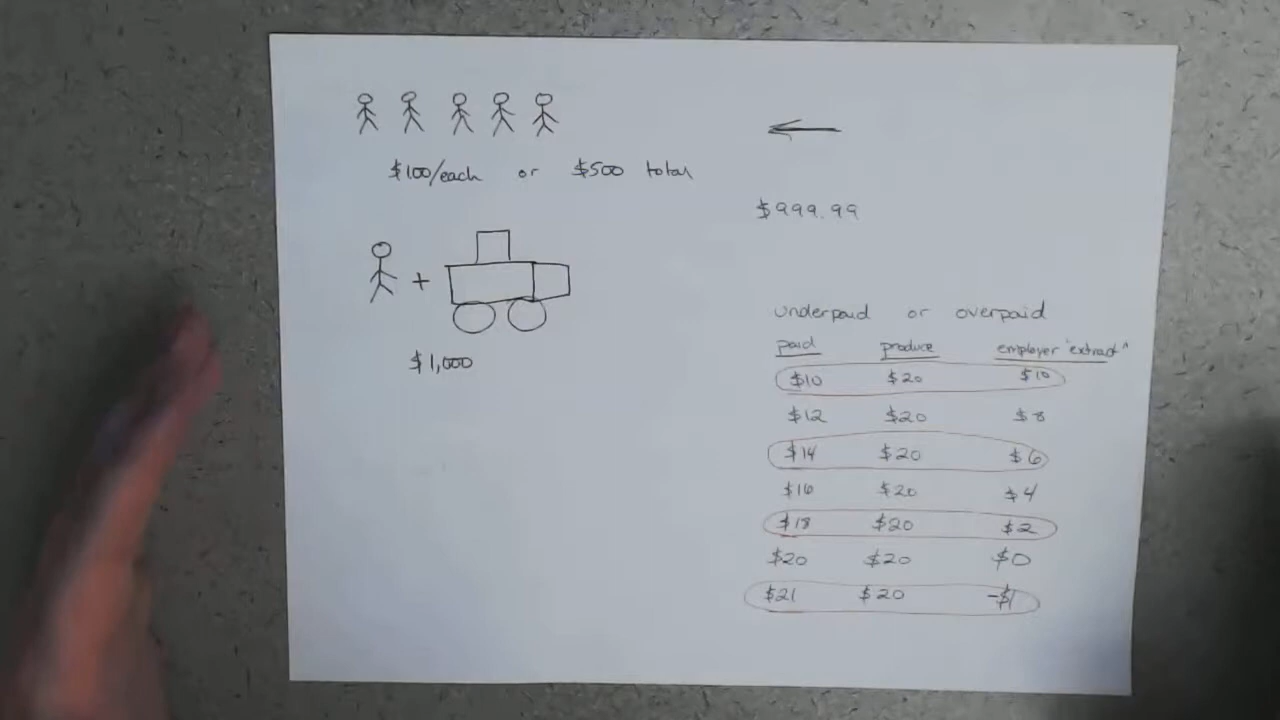 $100/each or $500 total
$999.99
+
$1,000
underpaid or overpaid
paid produce employer "extract"
$10 $20 $10
$12 $20 $8
$14 $20 $6
$16 $20 $4
$18 $20 $2
$20 $20 $0
$21 $20 -$1